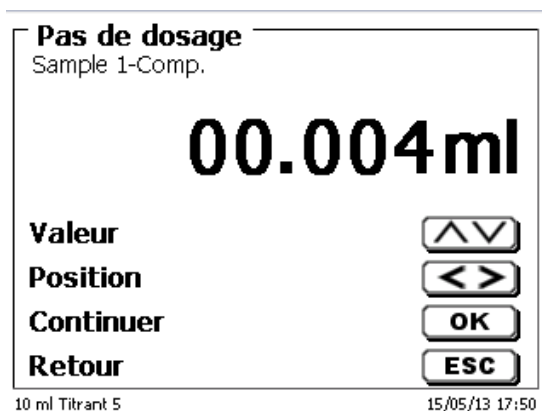 Pas de dosage
Sample 1-Comp.
00.004ml
Valeur
Position
Continuer OK
Retour ESC
10 ml Titrant 5 15/05/13 17:50